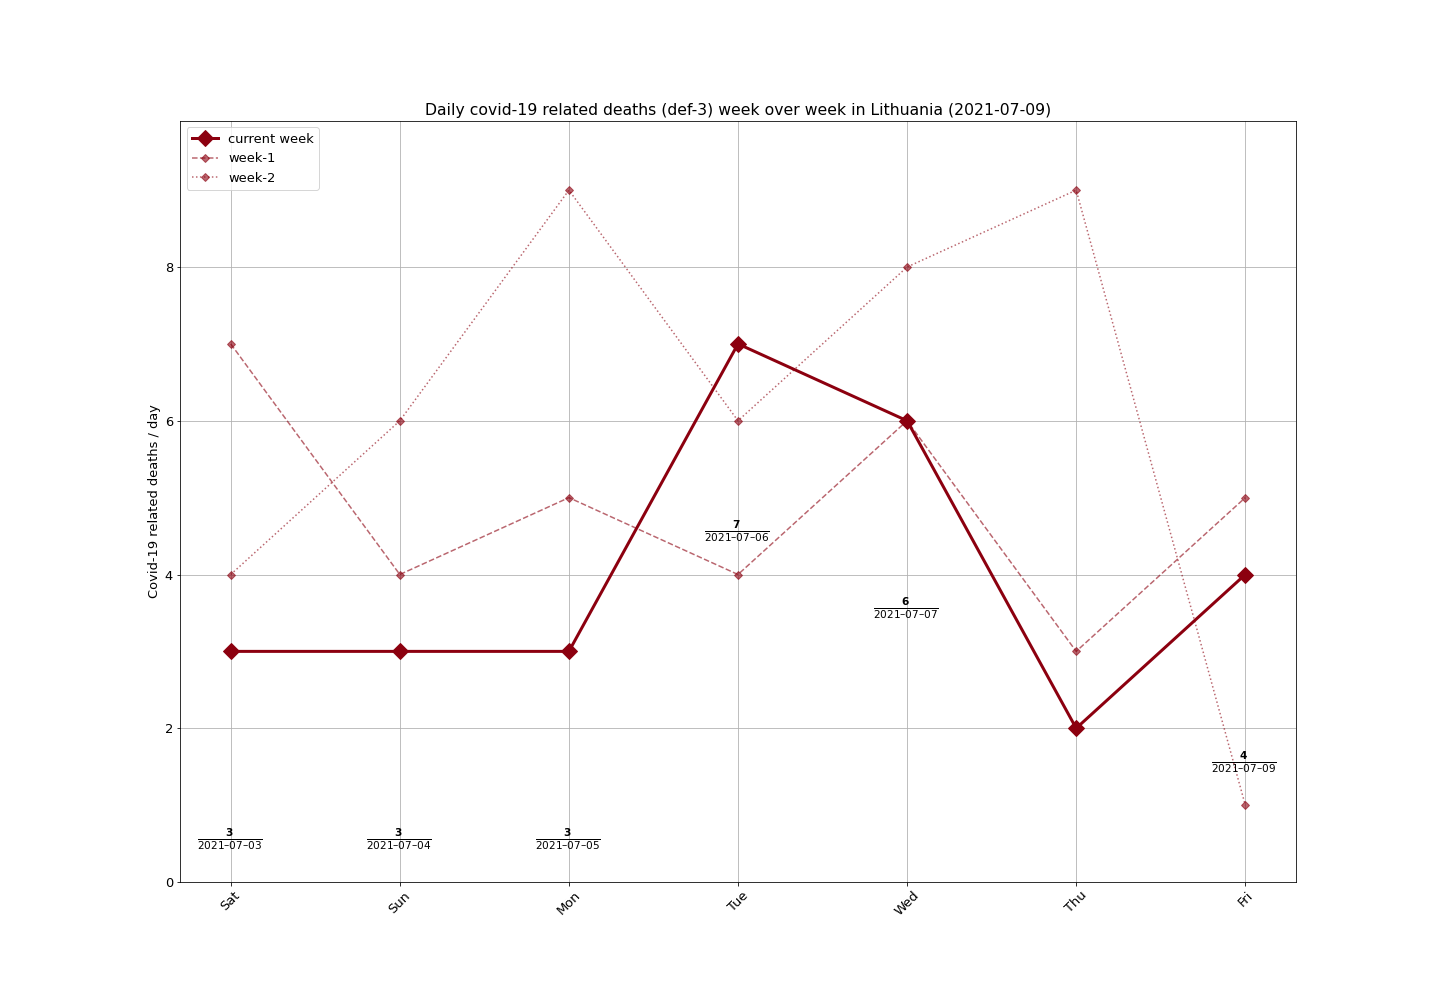 Daily covid-19 related deaths (def-3) week over week in Lithuania (2021-07-09)
current week
week-1
week-2
Covid-19 related deaths / day
8
6
4
2
0
7
2021–07–06
6
2021–07–07
4
2021–07–09
3
2021–07–03
3
2021–07–04
3
2021–07–05
Sat
Sun
Mon
Tue
Wed
Thu
Fri